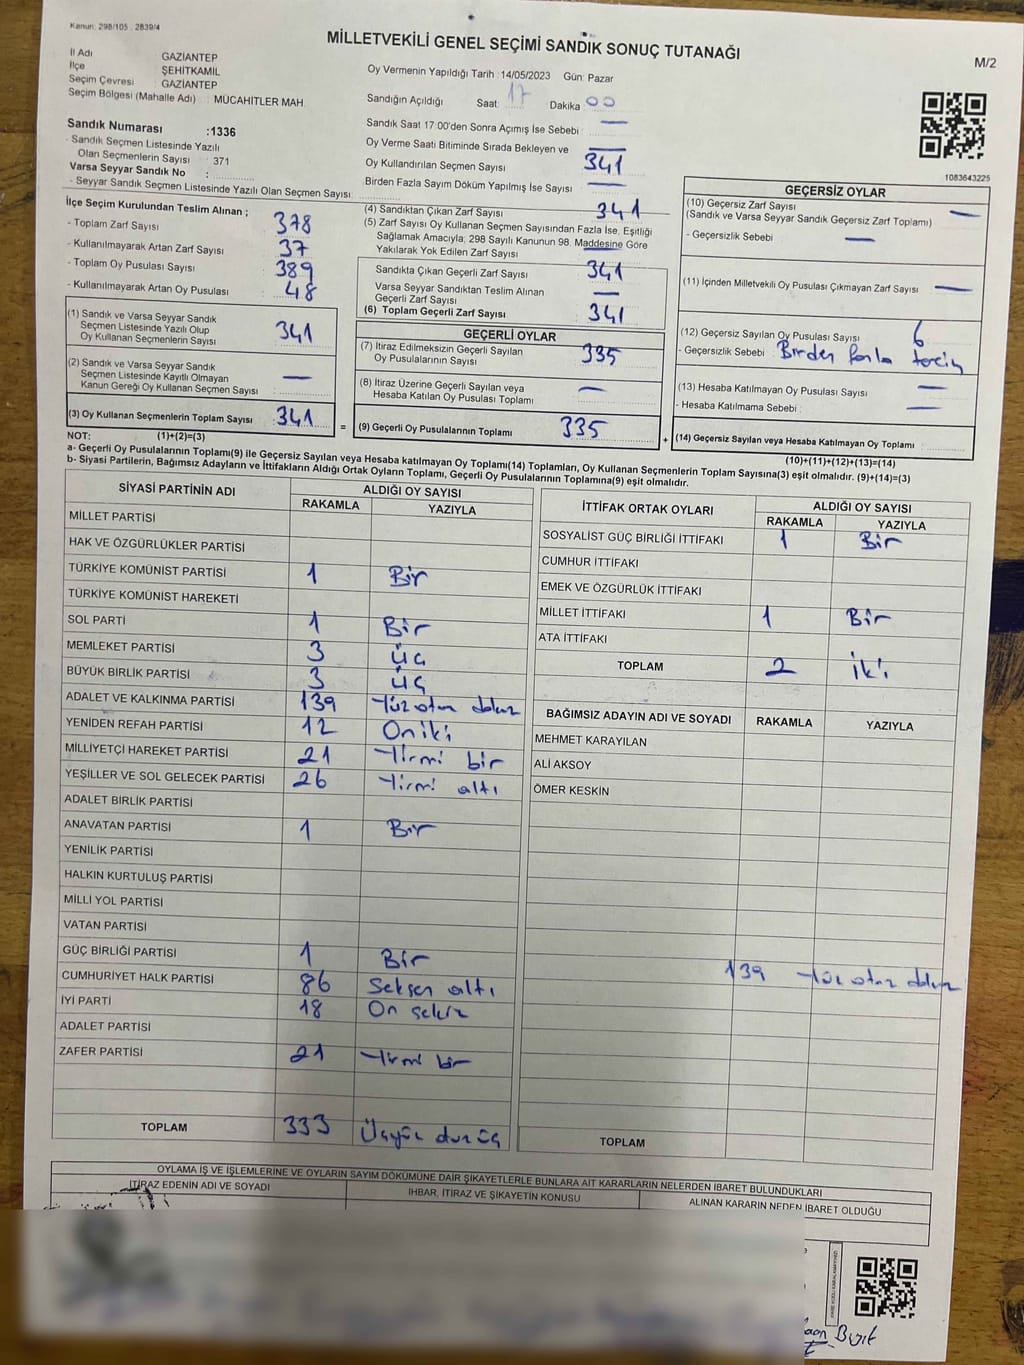 Kanun: 298/105 , 2839/4
MİLLETVEKİLİ GENEL SEÇİMİ SANDIK SONUÇ TUTANAĞI
M/2
İl Adı GAZİANTEP
İlçe ŞEHİTKAMİL
Seçim Çevresi GAZİANTEP
Seçim Bölgesi (Mahalle Adı) : MÜCAHİTLER MAH.
Oy Vermenin Yapıldığı Tarih : 14/05/2023 Gün: Pazar
Sandığın Açıldığı Saat: 17 Dakika : 00
Sandık Saat 17:00'den Sonra Açılmış İse Sebebi : —
Oy Verme Saati Bitiminde Sırada Bekleyen ve —
Oy Kullandırılan Seçmen Sayısı 341
Birden Fazla Sayım Döküm Yapılmış İse Sayısı —
Sandık Numarası :1336
- Sandık Seçmen Listesinde Yazılı
Olan Seçmenlerin Sayısı : 371
Varsa Seyyar Sandık No :
- Seyyar Sandık Seçmen Listesinde Yazılı Olan Seçmen Sayısı:
1083643225
İlçe Seçim Kurulundan Teslim Alınan ;
- Toplam Zarf Sayısı 378
- Kullanılmayarak Artan Zarf Sayısı 37
- Toplam Oy Pusulası Sayısı 389
- Kullanılmayarak Artan Oy Pusulası 48
(1) Sandık ve Varsa Seyyar Sandık
Seçmen Listesinde Yazılı Olup
Oy Kullanan Seçmenlerin Sayısı 341
(2) Sandık ve Varsa Seyyar Sandık
Seçmen Listesinde Kayıtlı Olmayan
Kanun Gereği Oy Kullanan Seçmen Sayısı : —
(3) Oy Kullanan Seçmenlerin Toplam Sayısı : 341
(1)+(2)=(3)
(4) Sandıktan Çıkan Zarf Sayısı 341
(5) Zarf Sayısı Oy Kullanan Seçmen Sayısından Fazla İse, Eşitliği
Sağlamak Amacıyla; 298 Sayılı Kanunun 98. Maddesine Göre
Yakılarak Yok Edilen Zarf Sayısı —
Sandıkta Çıkan Geçerli Zarf Sayısı 341
Varsa Seyyar Sandıktan Teslim Alınan
Geçerli Zarf Sayısı —
(6) Toplam Geçerli Zarf Sayısı 341
GEÇERLİ OYLAR
(7) İtiraz Edilmeksizin Geçerli Sayılan
Oy Pusulalarının Sayısı 335
(8) İtiraz Üzerine Geçerli Sayılan veya
Hesaba Katılan Oy Pusulası Toplamı —
= (9) Geçerli Oy Pusulalarının Toplamı 335
GEÇERSİZ OYLAR
(10) Geçersiz Zarf Sayısı —
(Sandık ve Varsa Seyyar Sandık Geçersiz Zarf Toplamı)
- Geçersizlik Sebebi —
(11) İçinden Milletvekili Oy Pusulası Çıkmayan Zarf Sayısı —
(12) Geçersiz Sayılan Oy Pusulası Sayısı 6
- Geçersizlik Sebebi Birden fazla tercih
(13) Hesaba Katılmayan Oy Pusulası Sayısı —
- Hesaba Katılmama Sebebi : —
+ (14) Geçersiz Sayılan veya Hesaba Katılmayan Oy Toplamı :
(10)+(11)+(12)+(13)=(14)
NOT:
a- Geçerli Oy Pusulalarının Toplamı(9) ile Geçersiz Sayılan veya Hesaba katılmayan Oy Toplamı(14) Toplamları, Oy Kullanan Seçmenlerin Toplam Sayısına(3) eşit olmalıdır. (9)+(14)=(3)
b- Siyasi Partilerin, Bağımsız Adayların ve İttifakların Aldığı Ortak Oyların Toplamı, Geçerli Oy Pusulalarının Toplamına(9) eşit olmalıdır.
SİYASİ PARTİNİN ADI ALDIĞI OY SAYISI
RAKAMLA YAZIYLA
MİLLET PARTİSİ
HAK VE ÖZGÜRLÜKLER PARTİSİ
TÜRKİYE KOMÜNİST PARTİSİ 1 Bir
TÜRKİYE KOMÜNİST HAREKETİ
SOL PARTİ 1 Bir
MEMLEKET PARTİSİ 3 Üç
BÜYÜK BİRLİK PARTİSİ 3 Üç
ADALET VE KALKINMA PARTİSİ 139 Yüz otuz dokuz
YENİDEN REFAH PARTİSİ 12 On iki
MİLLİYETÇİ HAREKET PARTİSİ 21 Yirmi bir
YEŞİLLER VE SOL GELECEK PARTİSİ 26 Yirmi altı
ADALET BİRLİK PARTİSİ
ANAVATAN PARTİSİ 1 Bir
YENİLİK PARTİSİ
HALKIN KURTULUŞ PARTİSİ
MİLLİ YOL PARTİSİ
VATAN PARTİSİ
GÜÇ BİRLİĞİ PARTİSİ 1 Bir
CUMHURİYET HALK PARTİSİ 86 Seksen altı
İYİ PARTİ 18 On sekiz
ADALET PARTİSİ
ZAFER PARTİSİ 21 Yirmi bir
TOPLAM 333
İTTİFAK ORTAK OYLARI ALDIĞI OY SAYISI
RAKAMLA YAZIYLA
SOSYALİST GÜÇ BİRLİĞİ İTTİFAKI 1 Bir
CUMHUR İTTİFAKI
EMEK VE ÖZGÜRLÜK İTTİFAKI
MİLLET İTTİFAKI 1 Bir
ATA İTTİFAKI
TOPLAM 2 İki
BAĞIMSIZ ADAYIN ADI VE SOYADI RAKAMLA YAZIYLA
MEHMET KARAYILAN
ALİ AKSOY
ÖMER KESKİN
139 Yüz otuz dokuz
TOPLAM
OYLAMA İŞ VE İŞLEMLERİNE VE OYLARIN SAYIM DÖKÜMÜNE DAİR ŞİKAYETLERLE BUNLARA AİT KARARLARIN NELERDEN İBARET BULUNDUKLARI
İTİRAZ EDENİN ADI VE SOYADI İHBAR, İTİRAZ VE ŞİKAYETİN KONUSU ALINAN KARARIN NEDEN İBARET OLDUĞU